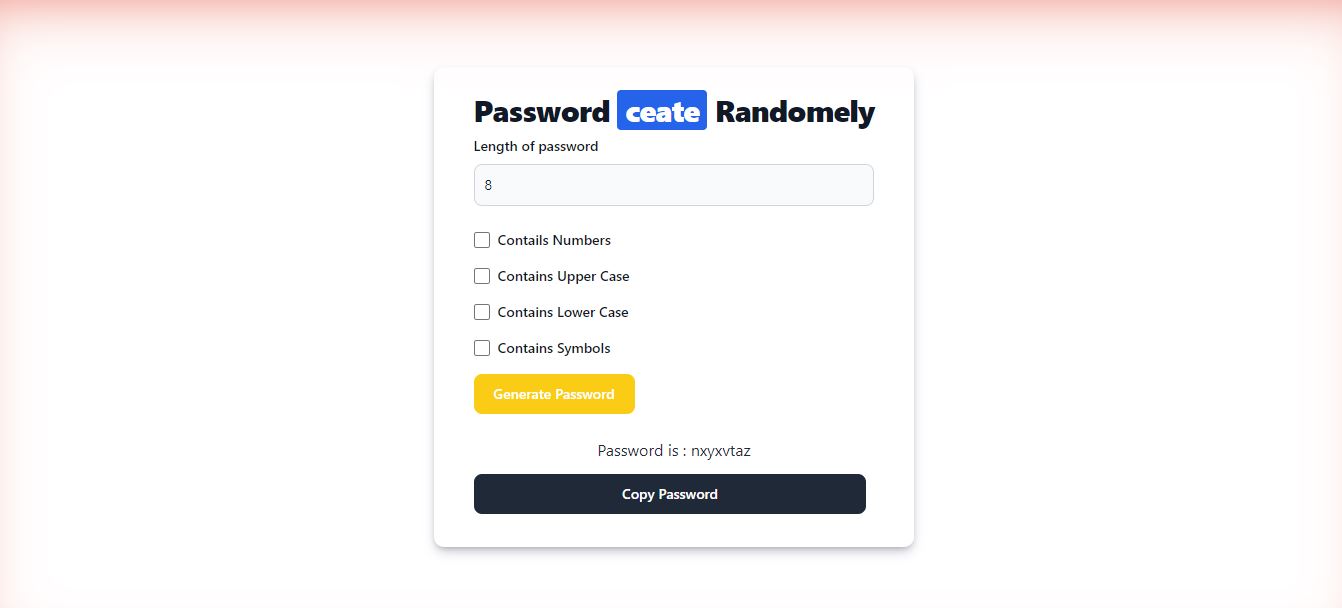 Password ceate Randomely
Length of password
8
Contails Numbers
Contains Upper Case
Contains Lower Case
Contains Symbols
Generate Password
Password is : nxyxvtaz
Copy Password